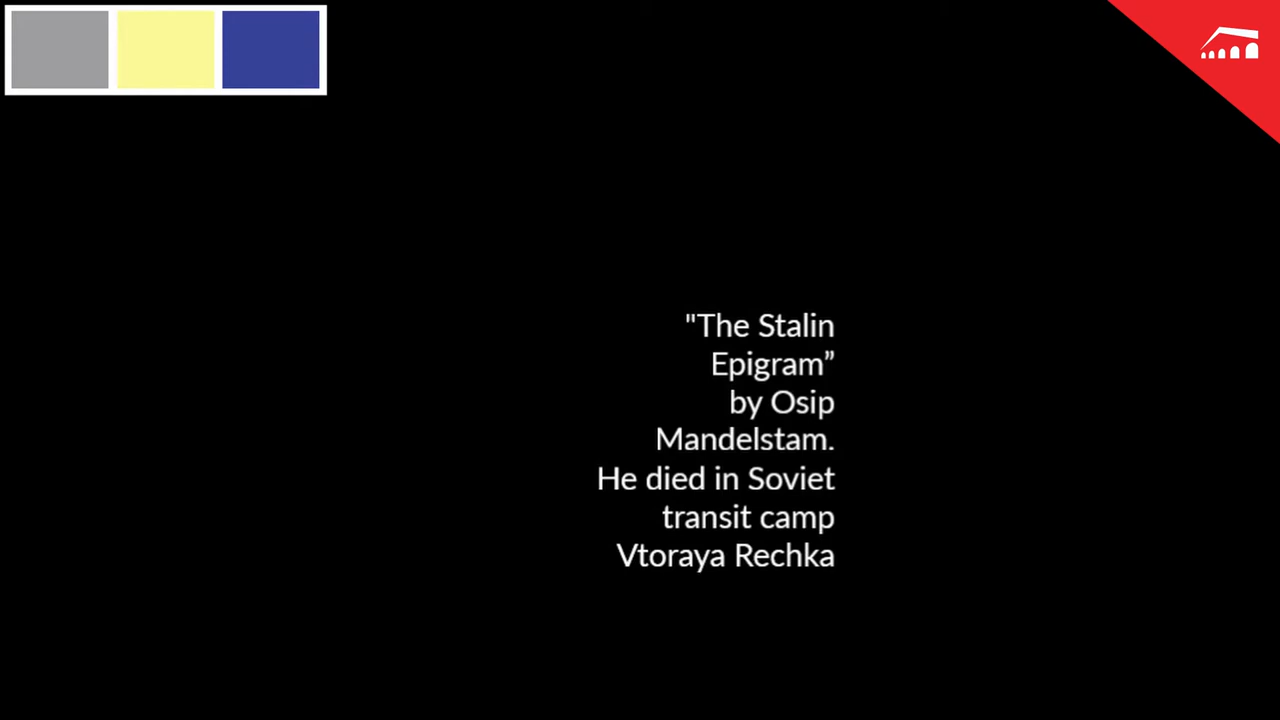 "The Stalin
Epigram”
by Osip
Mandelstam.
He died in Soviet
transit camp
Vtoraya Rechka